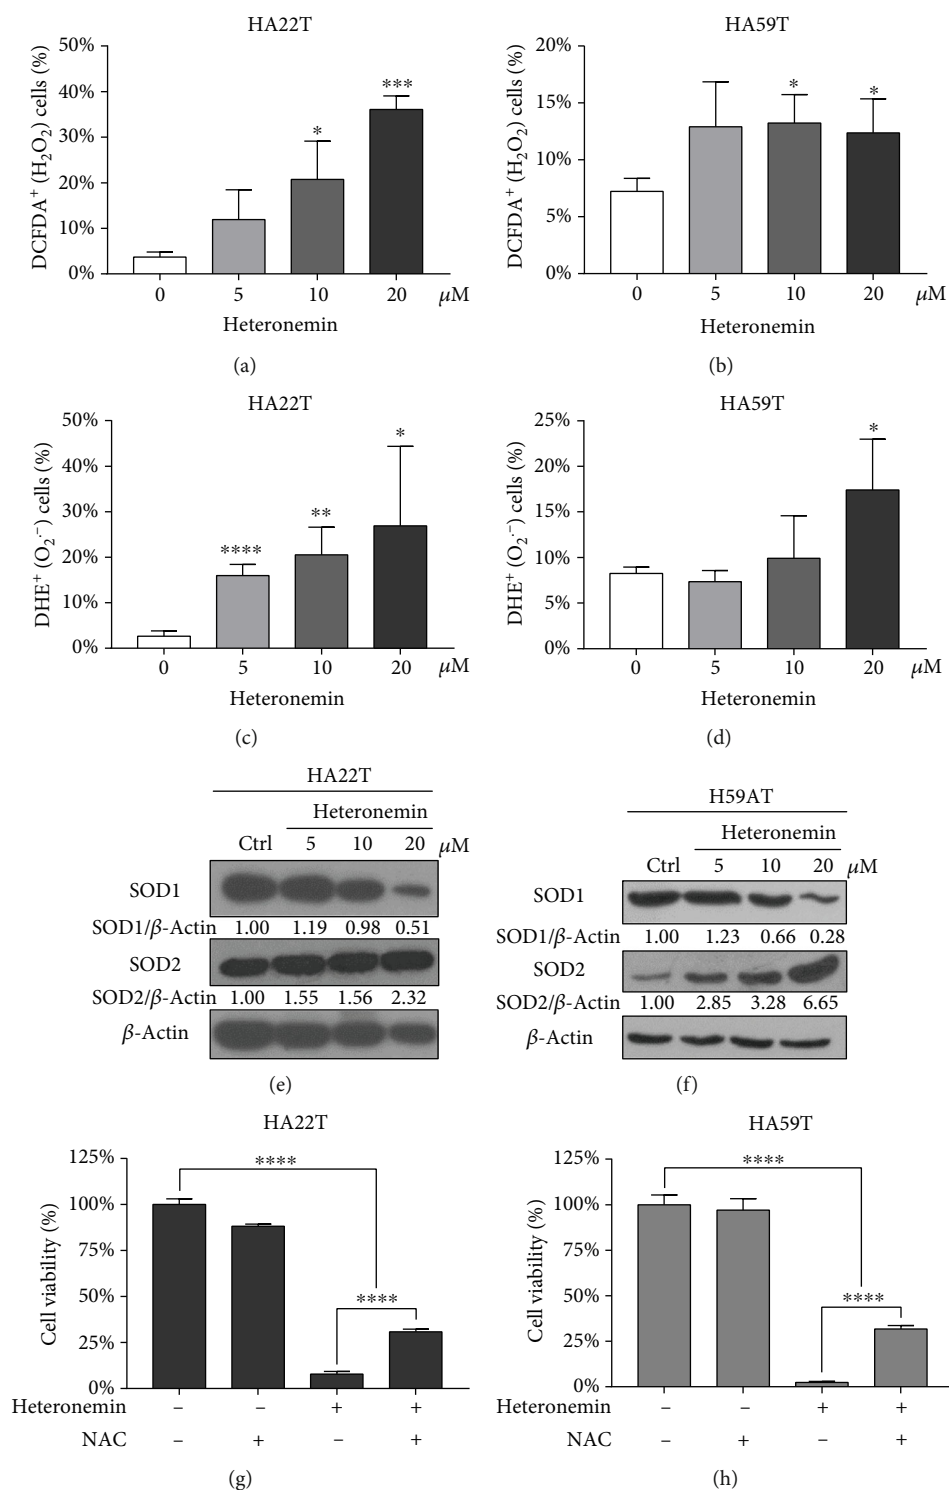 HA22T
DCFDA⁺ (H₂O₂) cells (%)
50%
40%
30%
20%
10%
0%
*
***
0 5 10 20 μM
Heteronemin
(a)
HA59T
DCFDA⁺ (H₂O₂) cells (%)
20%
15%
10%
5%
0%
*
*
0 5 10 20 μM
Heteronemin
(b)
HA22T
DHE⁺ (O₂·⁻) cells (%)
50%
40%
30%
20%
10%
0%
****
**
*
0 5 10 20 μM
Heteronemin
(c)
HA59T
DHE⁺ (O₂·⁻) cells (%)
25%
20%
15%
10%
5%
0%
*
0 5 10 20 μM
Heteronemin
(d)
HA22T
Heteronemin
Ctrl 5 10 20 μM
SOD1
SOD1/β-Actin 1.00 1.19 0.98 0.51
SOD2
SOD2/β-Actin 1.00 1.55 1.56 2.32
β-Actin
(e)
H59AT
Heteronemin
Ctrl 5 10 20 μM
SOD1
SOD1/β-Actin 1.00 1.23 0.66 0.28
SOD2
SOD2/β-Actin 1.00 2.85 3.28 6.65
β-Actin
(f)
HA22T
Cell viability (%)
125%
100%
75%
50%
25%
0%
****
****
Heteronemin − − + +
NAC − + − +
(g)
HA59T
Cell viability (%)
125%
100%
75%
50%
25%
0%
****
****
Heteronemin − − + +
NAC − + − +
(h)